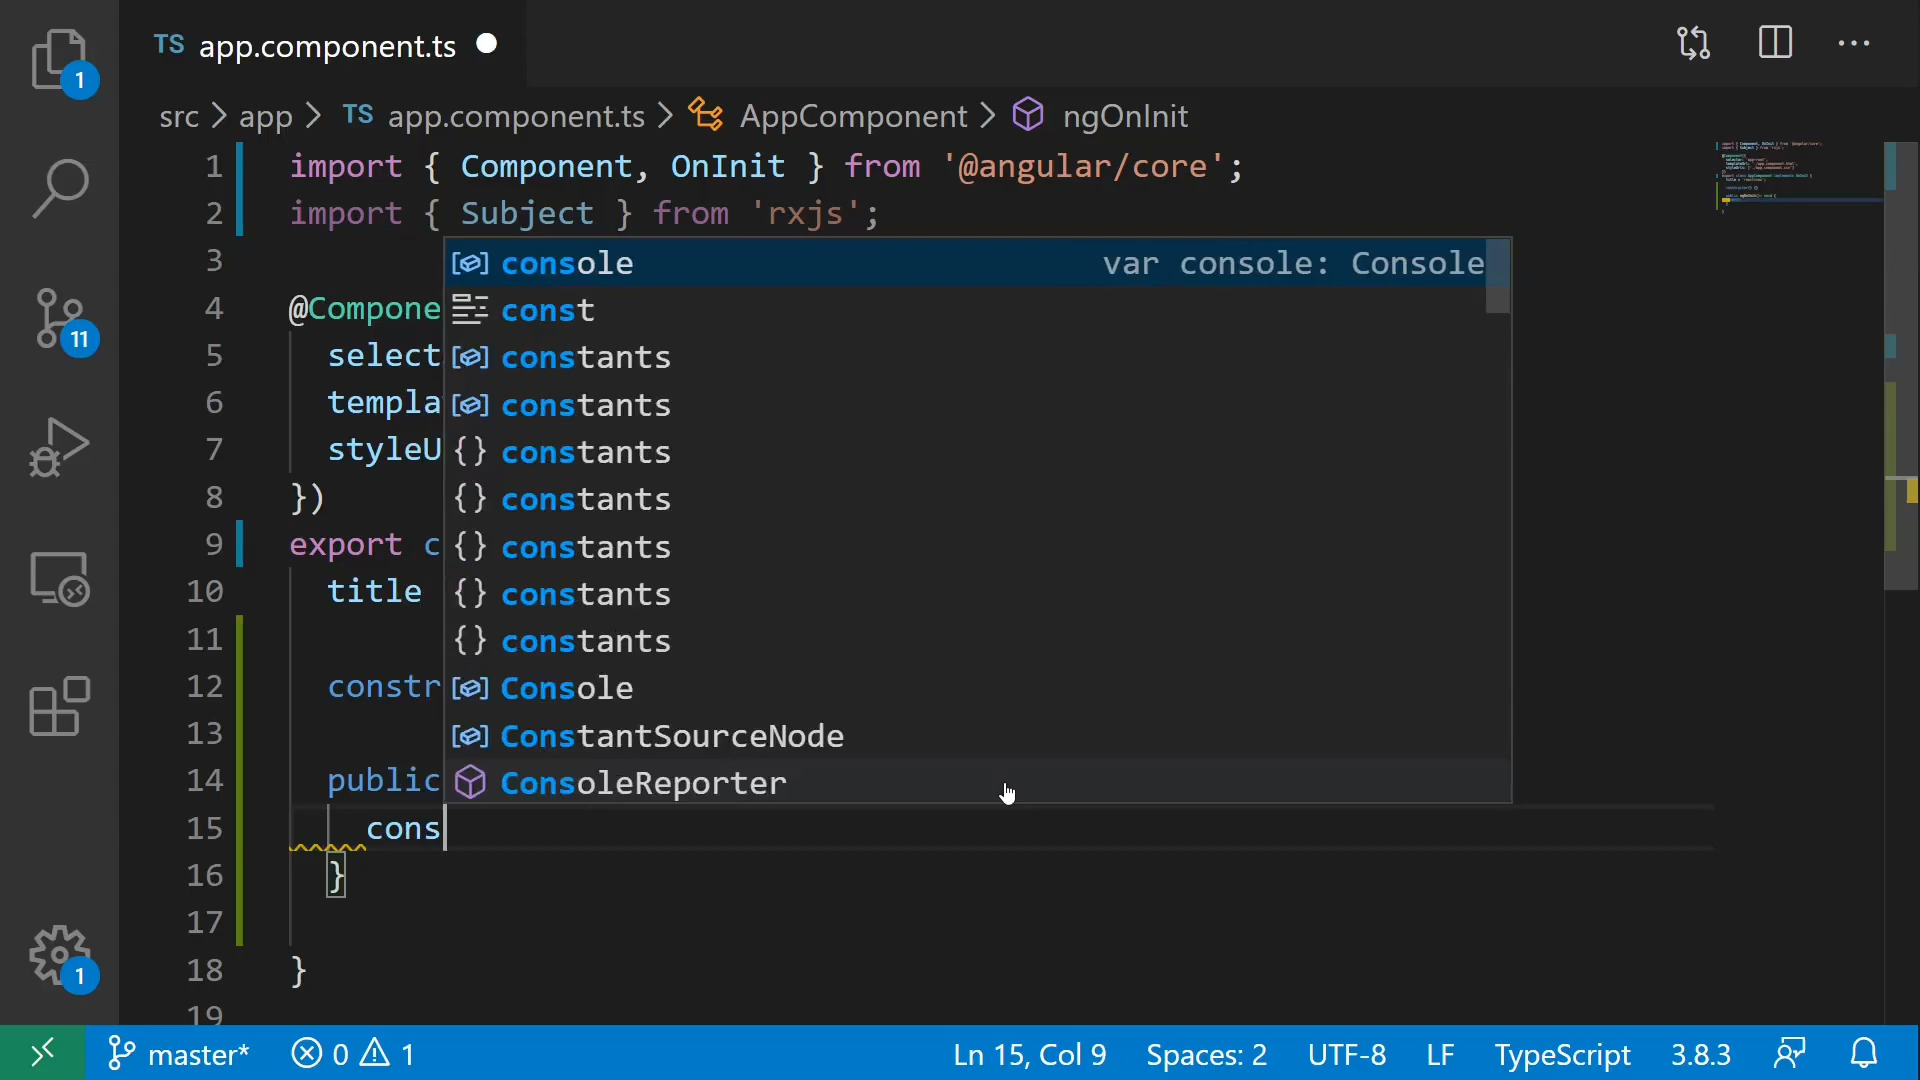 TS app.component.ts
1
src > app > TS app.component.ts > AppComponent > ngOnInit
1 import { Component, OnInit } from '@angular/core';
2 import { Subject } from 'rxjs';
3 console var console: Console
4 @Compone const
5 select constants
6 templa constants
7 styleU constants
8 }) constants
9 export c constants
10 title constants
11 constants
12 constr Console
13 ConstantSourceNode
14 public ConsoleReporter
15 cons
16 }
17
18 }
19
11
1
master* 0 1 Ln 15, Col 9 Spaces: 2 UTF-8 LF TypeScript 3.8.3